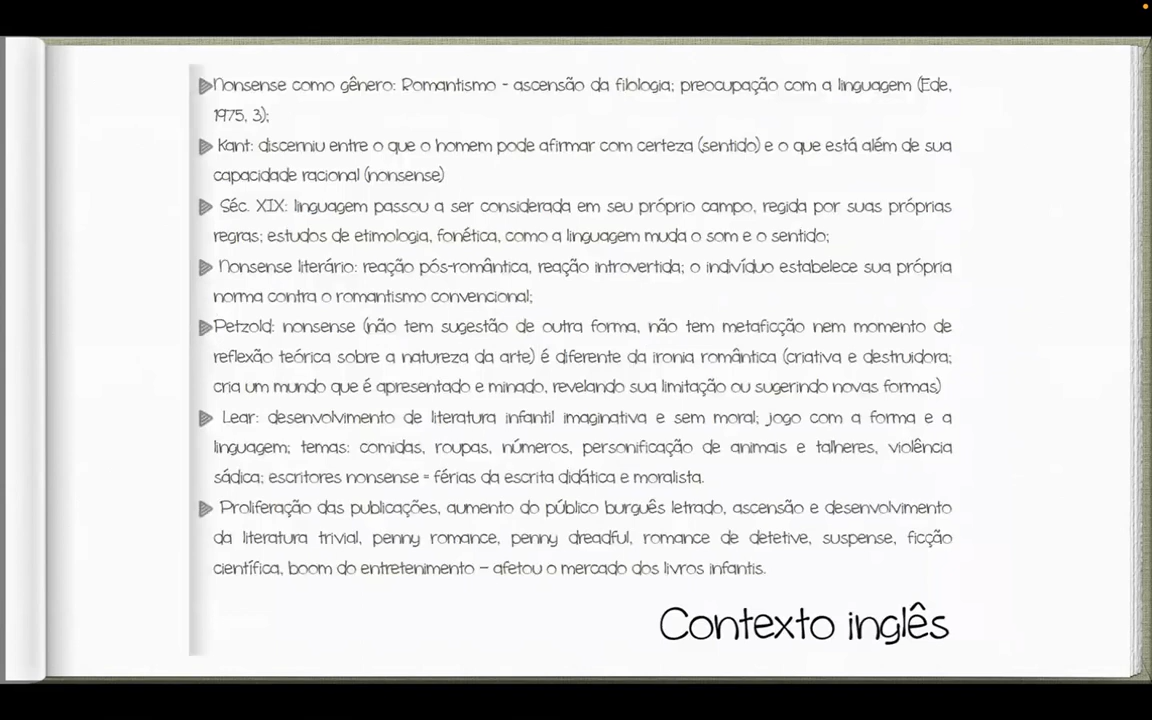 Nonsense como gênero: Romantismo - ascensão da filologia; preocupação com a linguagem (Ede,
1975, 3);
Kant: discerniu entre o que o homem pode afirmar com certeza (sentido) e o que está além de sua
capacidade racional (nonsense)
Séc. XIX: linguagem passou a ser considerada em seu próprio campo, regida por suas próprias
regras; estudos de etimologia, fonética, como a linguagem muda o som e o sentido;
Nonsense literário: reação pós-romântica, reação introvertida; o indivíduo estabelece sua própria
norma contra o romantismo convencional;
Petzold: nonsense (não tem sugestão de outra forma, não tem metaficção nem momento de
reflexão teórica sobre a natureza da arte) é diferente da ironia romântica (criativa e destruidora;
cria um mundo que é apresentado e minado, revelando sua limitação ou sugerindo novas formas)
Lear: desenvolvimento de literatura infantil imaginativa e sem moral; jogo com a forma e a
linguagem; temas: comidas, roupas, números, personificação de animais e talheres, violência
sádica; escritores nonsense = férias da escrita didática e moralista.
Proliferação das publicações, aumento do público burguês letrado, ascensão e desenvolvimento
da literatura trivial, penny romance, penny dreadful, romance de detetive, suspense, ficção
científica, boom do entretenimento – afetou o mercado dos livros infantis.
Contexto inglês